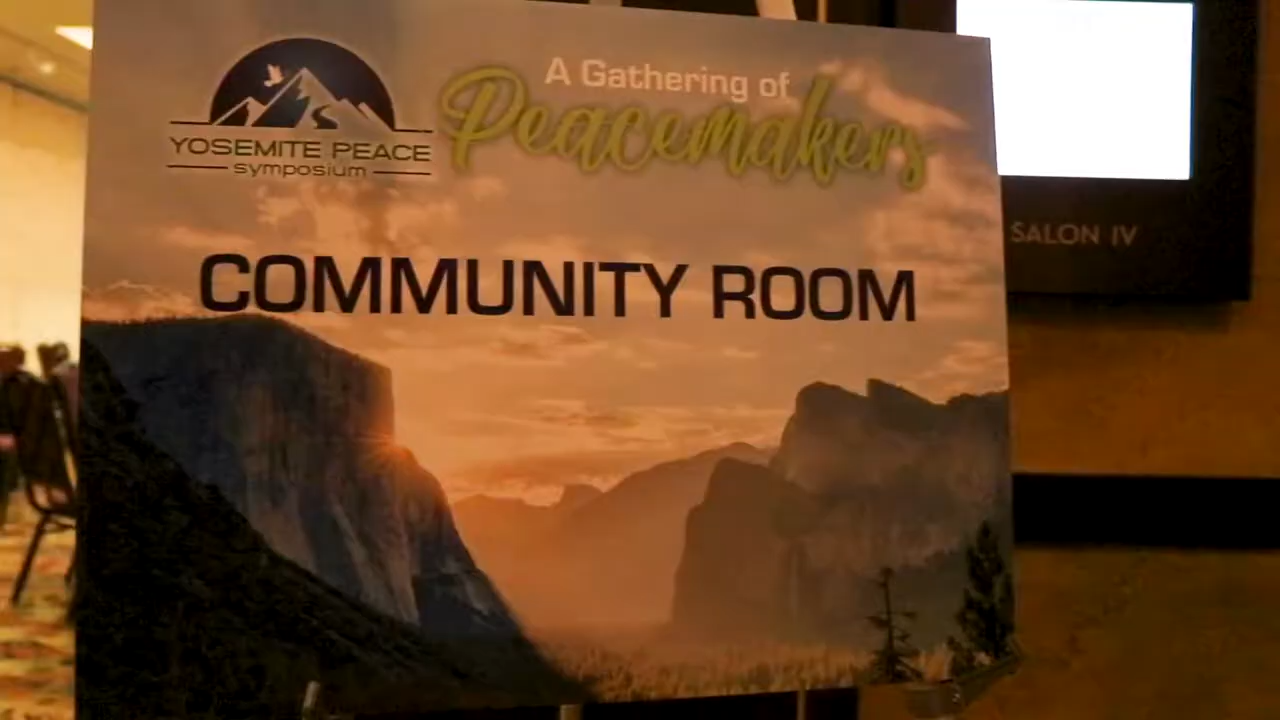 A Gathering of
Peacemakers
YOSEMITE PEACE
symposium
COMMUNITY ROOM
SALON IV